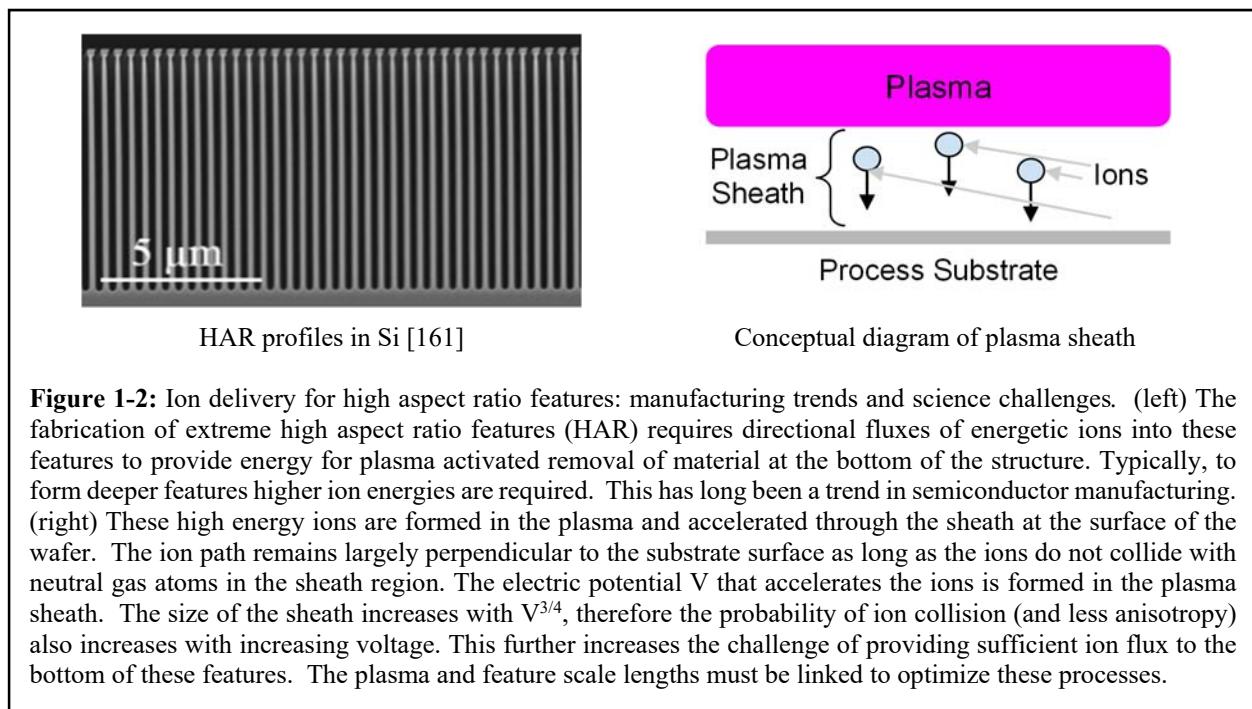 5 μm
Plasma
Plasma
Sheath
Ions
Process Substrate
HAR profiles in Si [161]
Conceptual diagram of plasma sheath
Figure 1-2: Ion delivery for high aspect ratio features: manufacturing trends and science challenges. (left) The
fabrication of extreme high aspect ratio features (HAR) requires directional fluxes of energetic ions into these
features to provide energy for plasma activated removal of material at the bottom of the structure. Typically, to
form deeper features higher ion energies are required. This has long been a trend in semiconductor manufacturing.
(right) These high energy ions are formed in the plasma and accelerated through the sheath at the surface of the
wafer. The ion path remains largely perpendicular to the substrate surface as long as the ions do not collide with
neutral gas atoms in the sheath region. The electric potential V that accelerates the ions is formed in the plasma
sheath. The size of the sheath increases with V^{3/4}, therefore the probability of ion collision (and less anisotropy)
also increases with increasing voltage. This further increases the challenge of providing sufficient ion flux to the
bottom of these features. The plasma and feature scale lengths must be linked to optimize these processes.